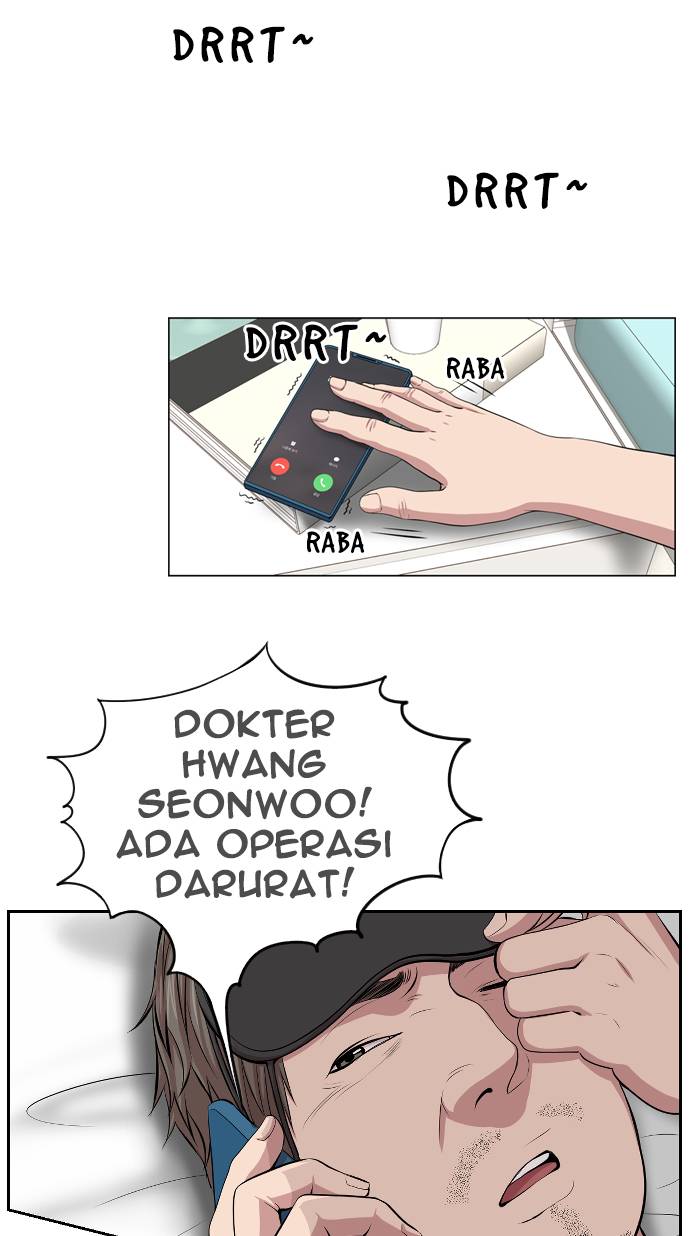 DRRT~
DRRT~
DRRT~
RABA
RABA
DOKTER
HWANG
SEONWOO!
ADA OPERASI
DARURAT!